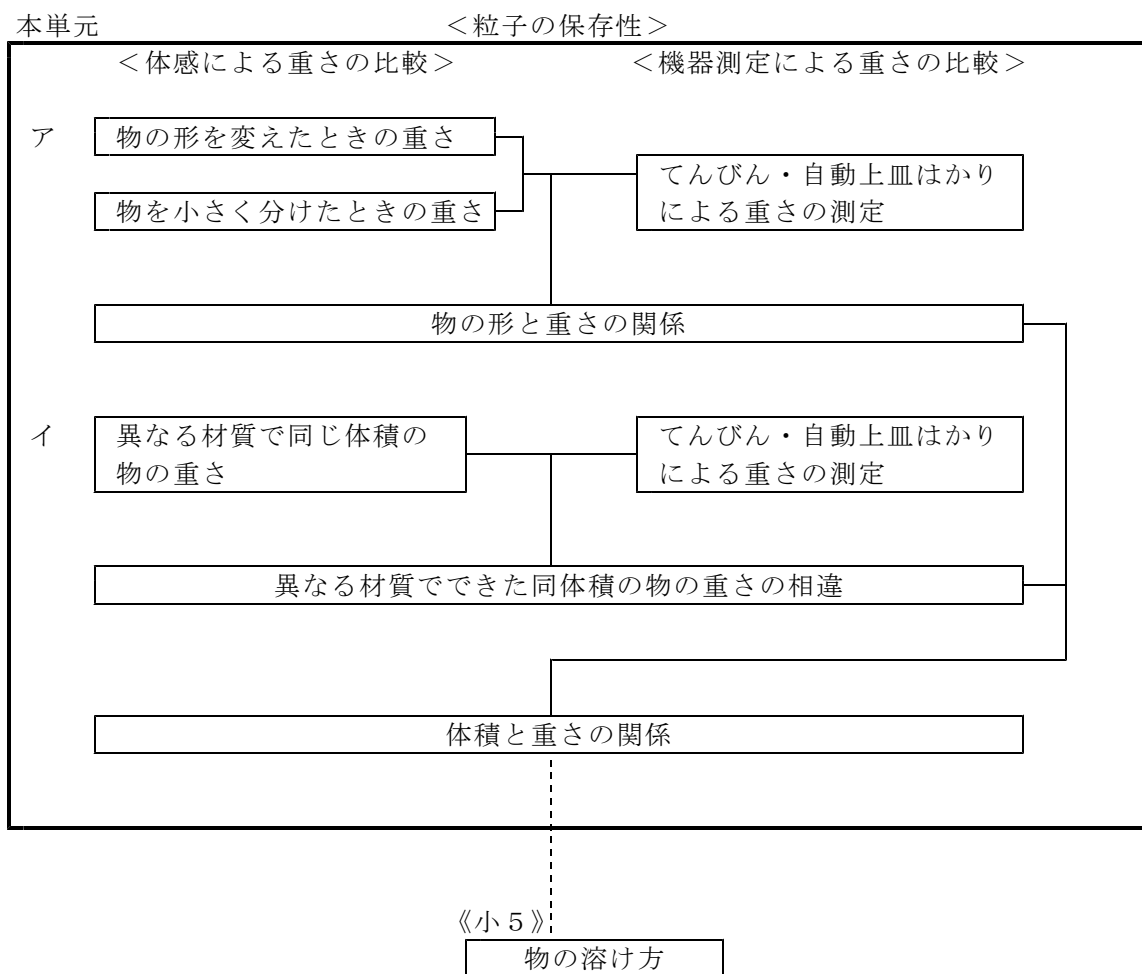 本単元 ＜粒子の保存性＞
＜体感による重さの比較＞ ＜機器測定による重さの比較＞
ア 物の形を変えたときの重さ
物を小さく分けたときの重さ
てんびん・自動上皿はかり
による重さの測定
物の形と重さの関係
イ 異なる材質で同じ体積の
物の重さ
てんびん・自動上皿はかり
による重さの測定
異なる材質でできた同体積の物の重さの相違
体積と重さの関係
《小５》
物の溶け方